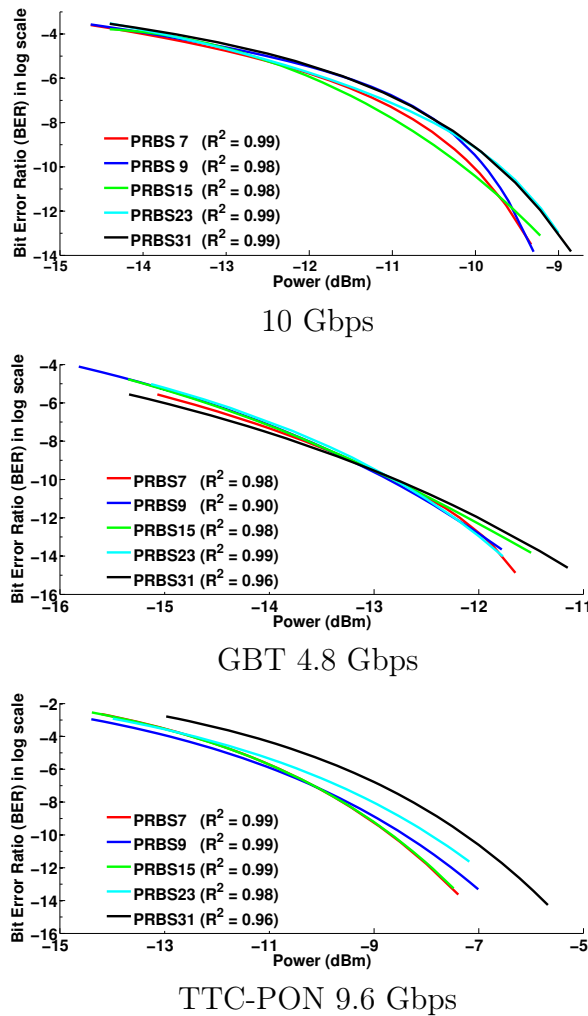 Bit Error Ratio (BER) in log scale
−4
−6
−8
−10
−12
−14
PRBS 7 (R² = 0.99)
PRBS 9 (R² = 0.98)
PRBS15 (R² = 0.98)
PRBS23 (R² = 0.99)
PRBS31 (R² = 0.99)
−15 −14 −13 −12 −11 −10 −9
Power (dBm)
10 Gbps
Bit Error Ratio (BER) in log scale
−4
−6
−8
−10
−12
−14
−16
PRBS7 (R² = 0.98)
PRBS9 (R² = 0.90)
PRBS15 (R² = 0.98)
PRBS23 (R² = 0.99)
PRBS31 (R² = 0.96)
−16 −15 −14 −13 −12 −11
Power (dBm)
GBT 4.8 Gbps
Bit Error Ratio (BER) in log scale
−2
−4
−6
−8
−10
−12
−14
−16
PRBS7 (R² = 0.99)
PRBS9 (R² = 0.99)
PRBS15 (R² = 0.99)
PRBS23 (R² = 0.98)
PRBS31 (R² = 0.96)
−15 −13 −11 −9 −7 −5
Power (dBm)
TTC-PON 9.6 Gbps